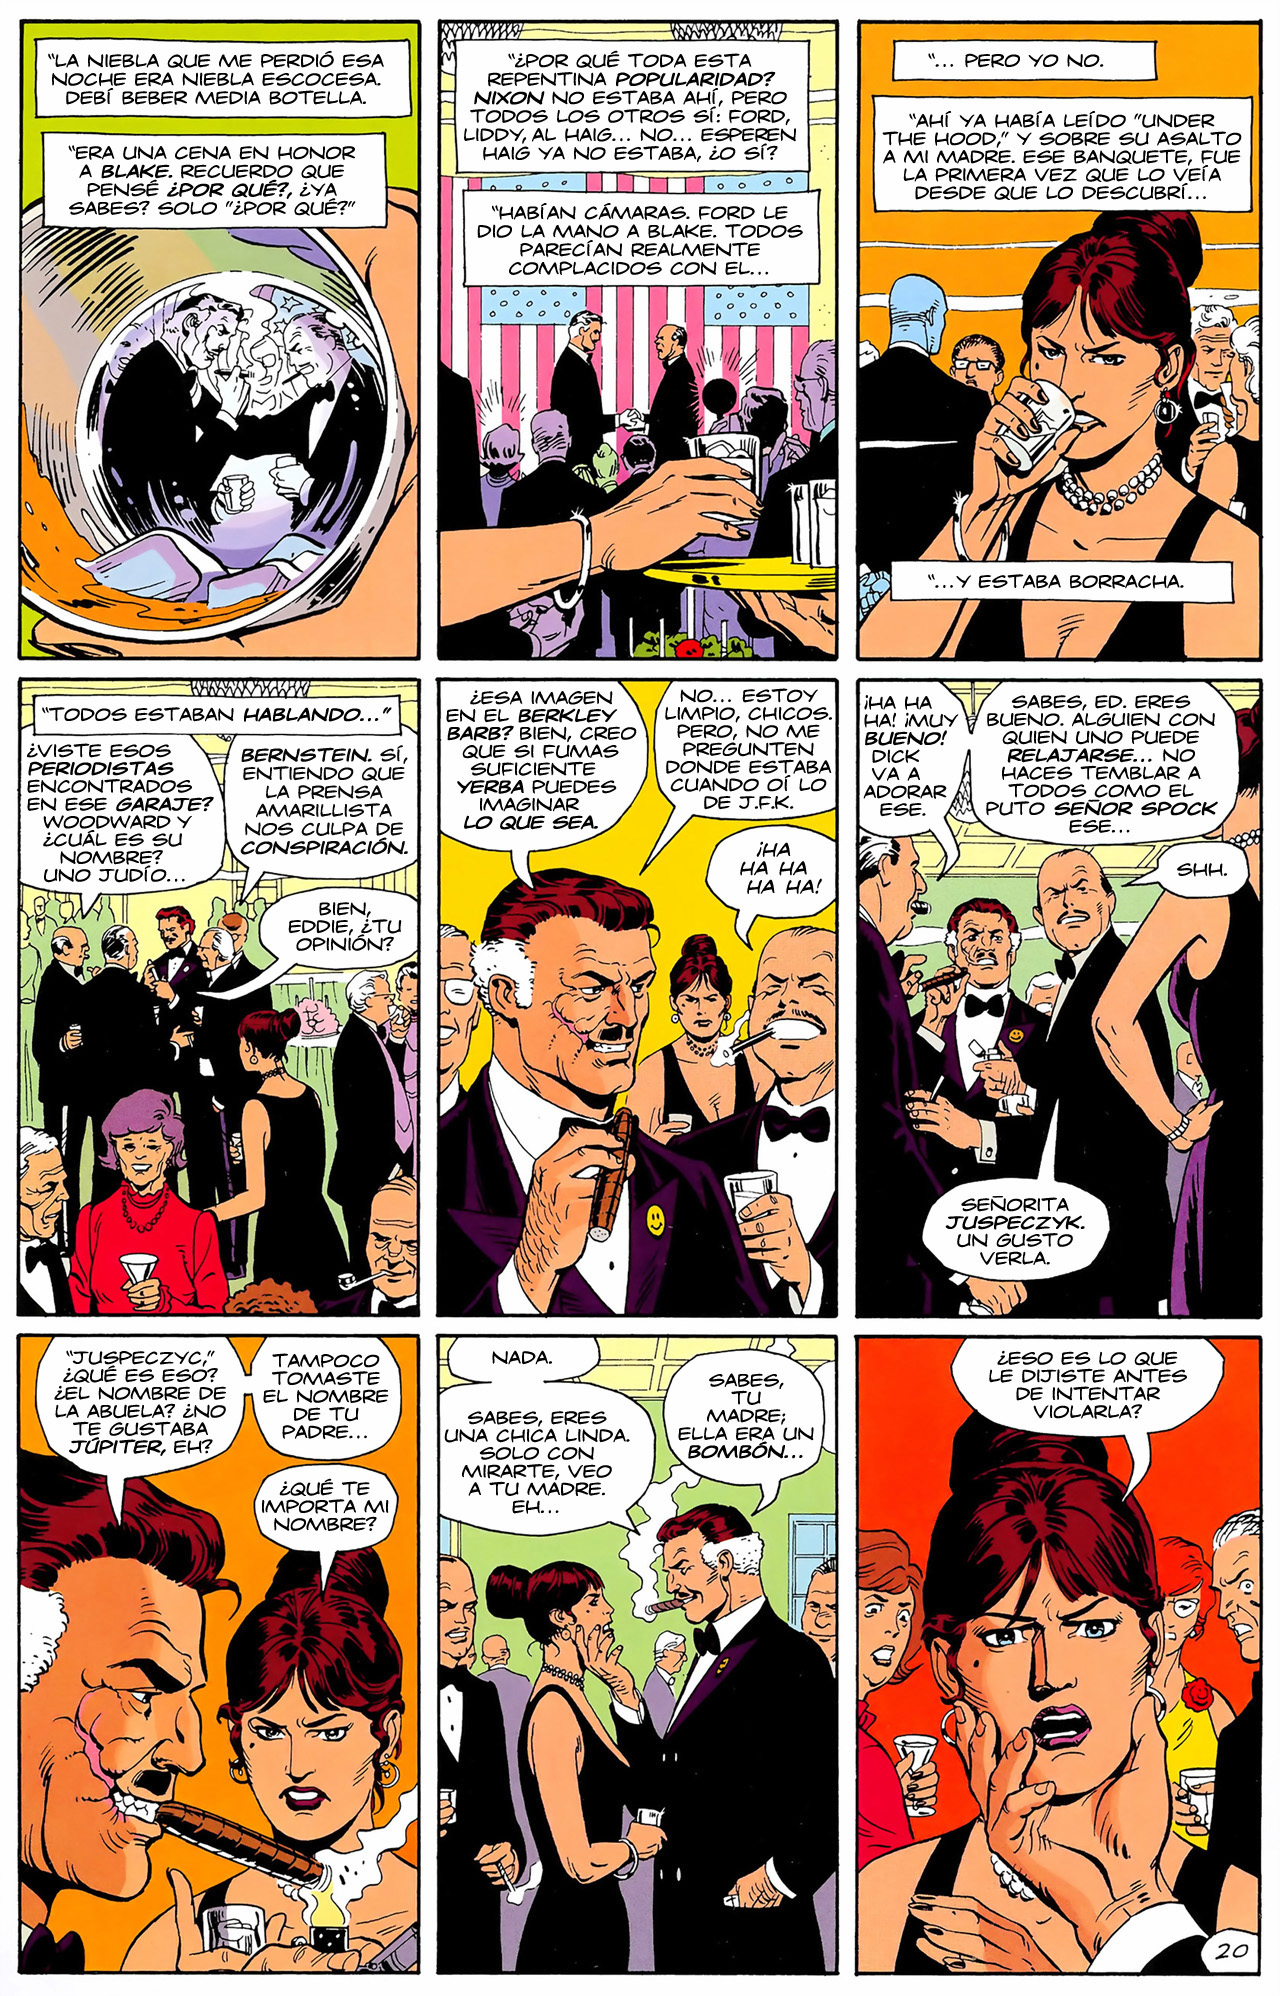 "LA NIEBLA QUE ME PERDIÓ ESA
NOCHE ERA NIEBLA ESCOCESA.
DEBÍ BEBER MEDIA BOTELLA.
"ERA UNA CENA EN HONOR
A BLAKE. RECUERDO QUE
PENSÉ ¿POR QUÉ?, ¿YA
SABES? SOLO "¿POR QUÉ?"
"¿POR QUÉ TODA ESTA
REPENTINA POPULARIDAD?
NIXON NO ESTABA AHÍ, PERO
TODOS LOS OTROS SÍ: FORD,
LIDDY, AL HAIG... NO... ESPEREN
HAIG YA NO ESTABA, ¿O SÍ?
"HABÍAN CÁMARAS. FORD LE
DIO LA MANO A BLAKE. TODOS
PARECÍAN REALMENTE
COMPLACIDOS CON EL...
"... PERO YO NO.
"AHÍ YA HABÍA LEÍDO "UNDER
THE HOOD," Y SOBRE SU ASALTO
A MI MADRE. ESE BANQUETE, FUE
LA PRIMERA VEZ QUE LO VEÍA
DESDE QUE LO DESCUBRÍ...
"...Y ESTABA BORRACHA.
"TODOS ESTABAN HABLANDO..."
¿VISTE ESOS
PERIODISTAS
ENCONTRADOS
EN ESE GARAJE?
WOODWARD Y
¿CUÁL ES SU
NOMBRE?
UNO JUDÍO...
BERNSTEIN. SÍ,
ENTIENDO QUE
LA PRENSA
AMARILLISTA
NOS CULPA DE
CONSPIRACIÓN.
BIEN,
EDDIE, ¿TU
OPINIÓN?
¿ESA IMAGEN
EN EL BERKLEY
BARB? BIEN, CREO
QUE SI FUMAS
SUFICIENTE
YERBA PUEDES
IMAGINAR
LO QUE SEA.
NO... ESTOY
LIMPIO, CHICOS.
PERO, NO ME
PREGUNTEN
DONDE ESTABA
CUANDO OÍ LO
DE J.F.K.
¡HA
HA HA HA
HA HA!
¡HA HA
HA! ¡MUY
BUENO!
DICK
VA A
ADORAR
ESE.
SABES, ED. ERES
BUENO. ALGUIEN CON
QUIEN UNO PUEDE
RELAJARSE... NO
HACES TEMBLAR A
TODOS COMO EL
PUTO SEÑOR SPOCK
ESE...
SHH.
SEÑORITA
JUSPECZYK.
UN GUSTO
VERLA.
"JUSPECZYC,"
¿QUÉ ES ESO?
¿EL NOMBRE DE
LA ABUELA? ¿NO
TE GUSTABA
JÚPITER, EH?
TAMPOCO
TOMASTE
EL NOMBRE
DE TU
PADRE...
¿QUÉ TE
IMPORTA MI
NOMBRE?
NADA.
SABES, ERES
UNA CHICA LINDA.
SOLO CON
MIRARTE, VEO
A TU MADRE.
EH...
SABES,
TU
MADRE;
ELLA ERA UN
BOMBÓN...
¿ESO ES LO QUE
LE DIJISTE ANTES
DE INTENTAR
VIOLARLA?
20